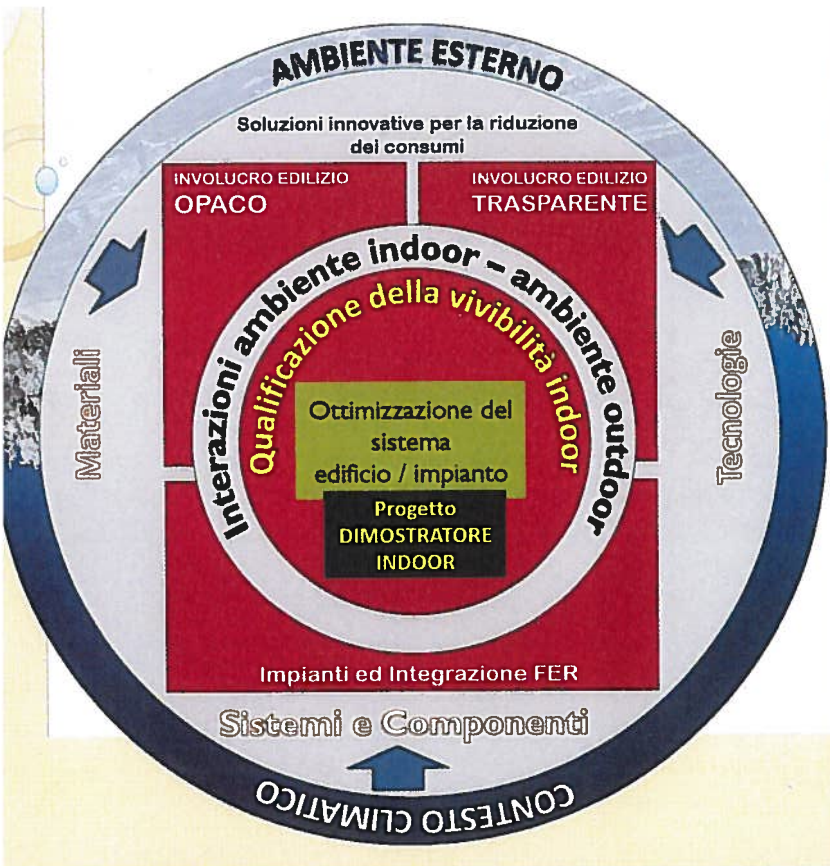 AMBIENTE ESTERNO
Soluzioni innovative per la riduzione
dei consumi
INVOLUCRO EDILIZIO
OPACO
INVOLUCRO EDILIZIO
TRASPARENTE
Interazioni ambiente indoor – ambiente outdoor
Qualificazione della vivibilità indoor
Materiali
Tecnologie
Ottimizzazione del
sistema
edificio / impianto
Progetto
DIMOSTRATORE
INDOOR
Impianti ed Integrazione FER
Sistemi e Componenti
CONTESTO CLIMATICO